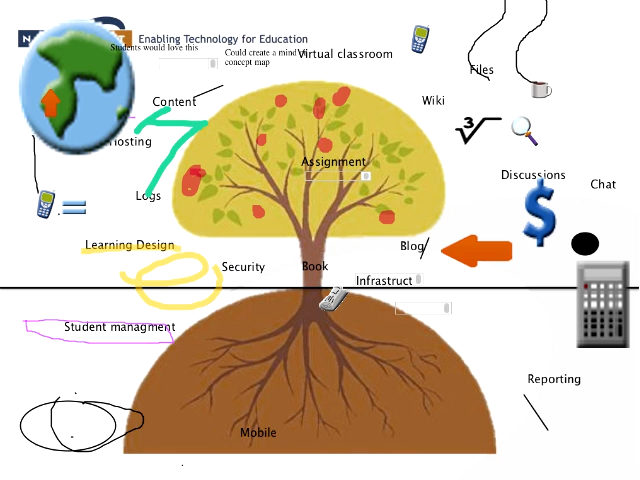 Enabling Technology for Education
Students would love this
Could create a mind
concept map
Virtual classroom
Files
Content
Wiki
3
Hosting
Assignment
Discussions
Chat
Logs
Learning Design
Blog
Security
Book
Infrastruct
Student managment
Reporting
Mobile